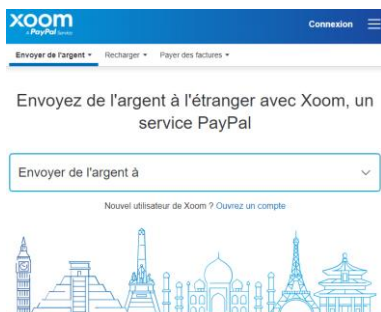 xoom
A PayPal Service
Connexion
Envoyer de l'argent Recharger Payer des factures
Envoyez de l'argent à l'étranger avec Xoom, un
service PayPal
Envoyer de l'argent à
Nouvel utilisateur de Xoom ? Ouvrez un compte